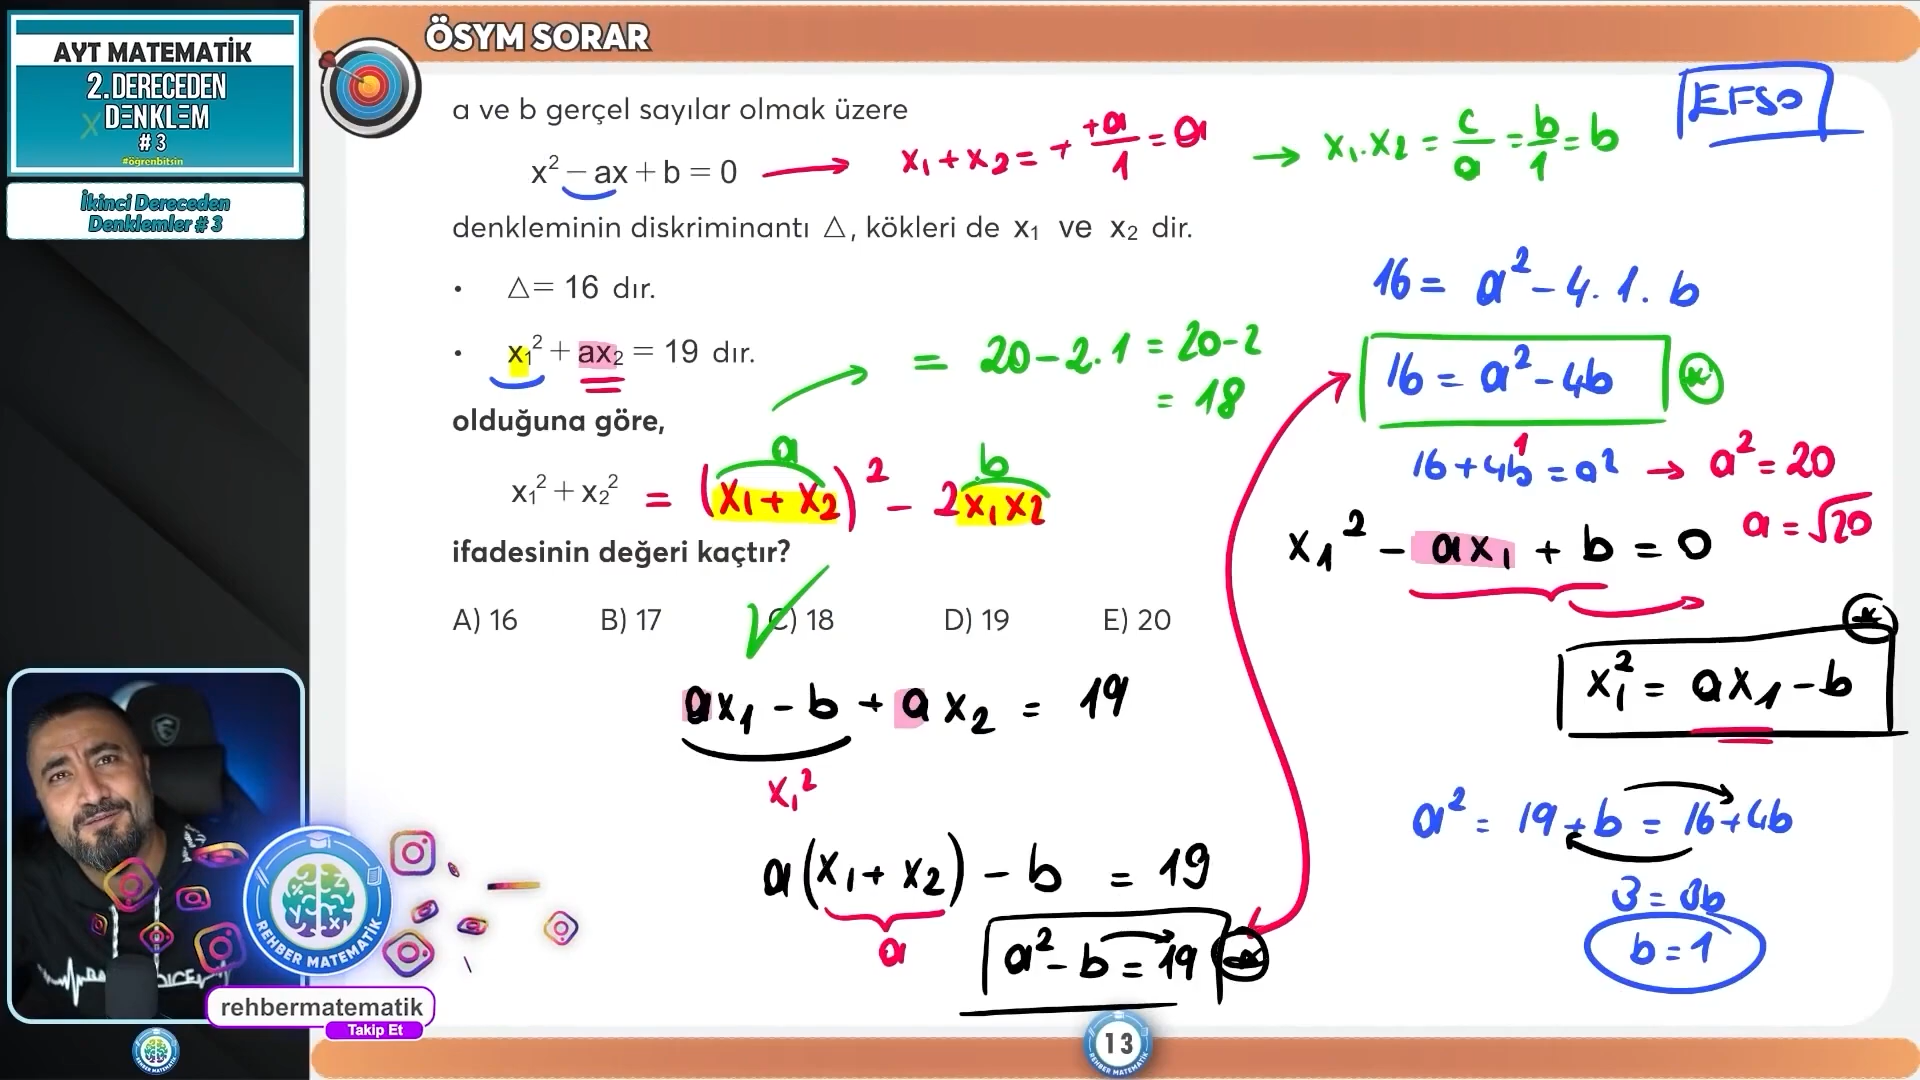 AYT MATEMATİK
2. DERECEDEN
DENKLEM
# 3
#öğrenbitsin
İkinci Dereceden
Denklemler # 3
ÖSYM SORAR
EFSO
a ve b gerçel sayılar olmak üzere
x² − ax + b = 0 → x₁ + x₂ = + +a/1 = a → x₁.x₂ = c/a = b/1 = b
denkleminin diskriminantı △, kökleri de x₁ ve x₂ dir.
• △ = 16 dır.
• x₁² + ax₂ = 19 dır.
olduğuna göre,
x₁² + x₂² = (x₁ + x₂)² − 2x₁x₂
a
b
= 20 − 2.1 = 20 − 2
= 18
ifadesinin değeri kaçtır?
A) 16 B) 17 C) 18 D) 19 E) 20
ax₁ − b + ax₂ = 19
x₁²
a(x₁ + x₂) − b = 19
a
a² − b = 19
16 = a² − 4.1.b
16 = a² − 4b
1
16 + 4b = a² → a² = 20
a = √20
x₁² − ax₁ + b = 0
x₁² = ax₁ − b
a² = 19 + b = 16 + 4b
3 = 3b
b = 1
REHBER MATEMATİK
rehbermatematik
Takip Et
13
REHBER MATEMATİK